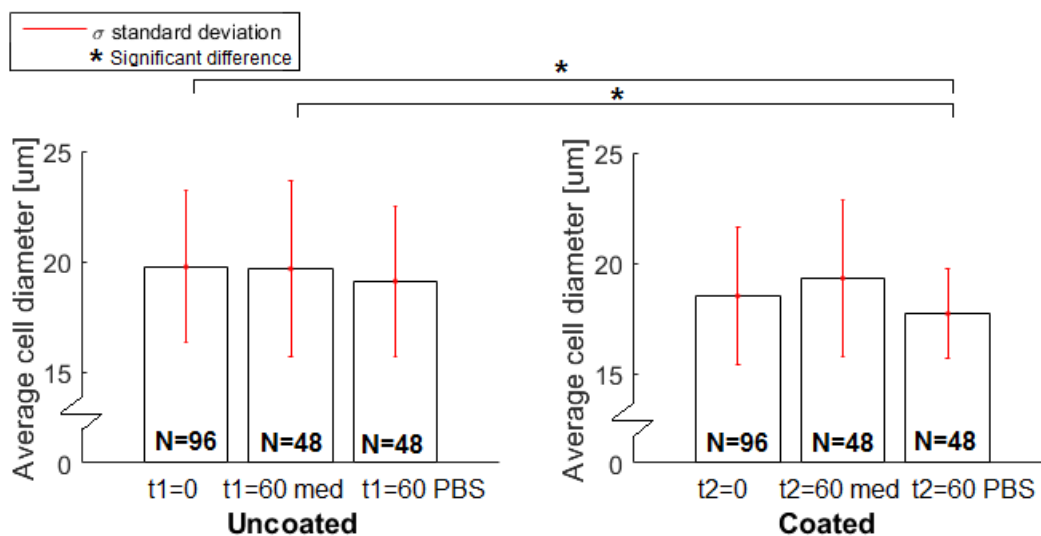 σ standard deviation
* Significant difference
*
*
Average cell diameter [um]
25
20
15
0
N=96
N=48
N=48
t1=0
t1=60 med
t1=60 PBS
Uncoated
Average cell diameter [um]
25
20
15
0
N=96
N=48
N=48
t2=0
t2=60 med
t2=60 PBS
Coated